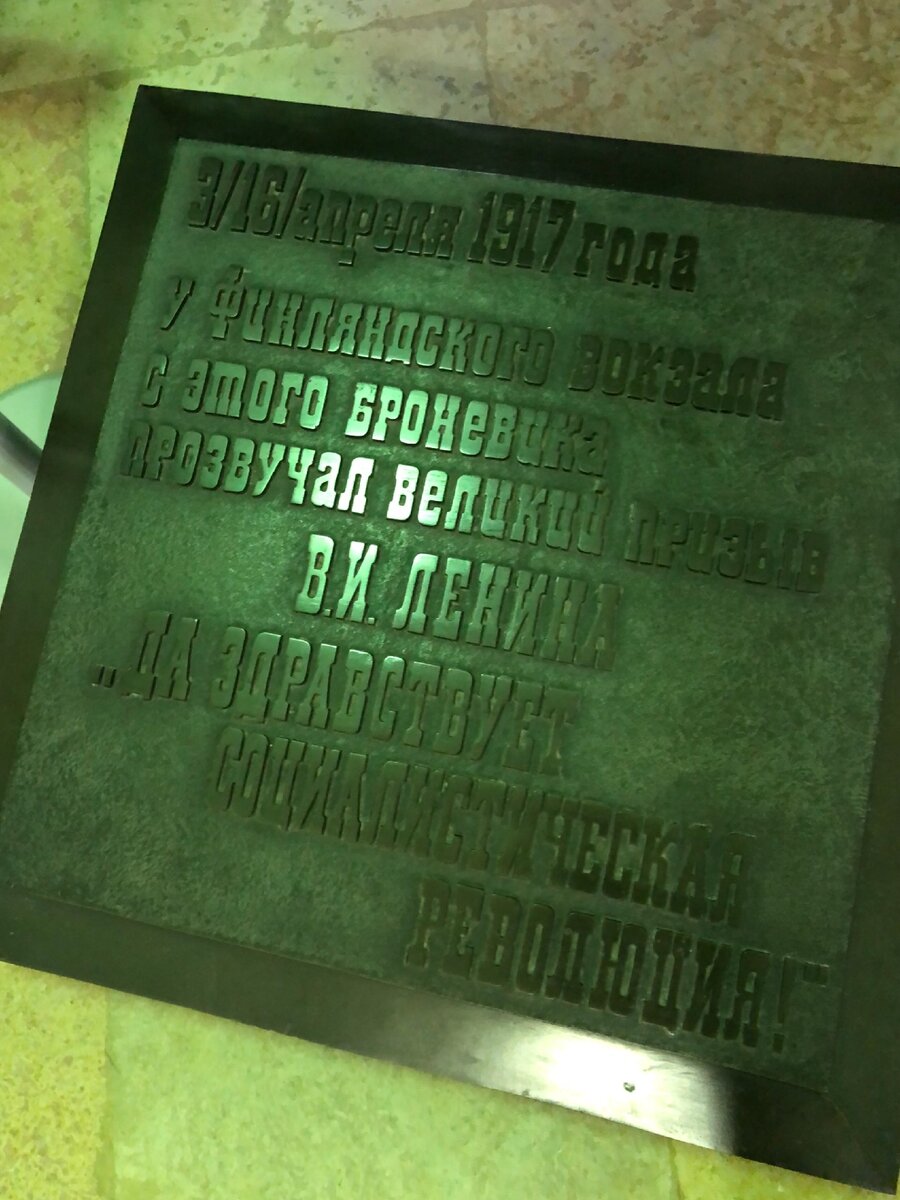 3/16/апреля 1917 года
у Финляндского вокзала
с этого броневика
прозвучал великий призыв
В.И. ЛЕНИНА
„ДА ЗДРАВСТВУЕТ
СОЦИАЛИСТИЧЕСКАЯ
РЕВОЛЮЦИЯ!"